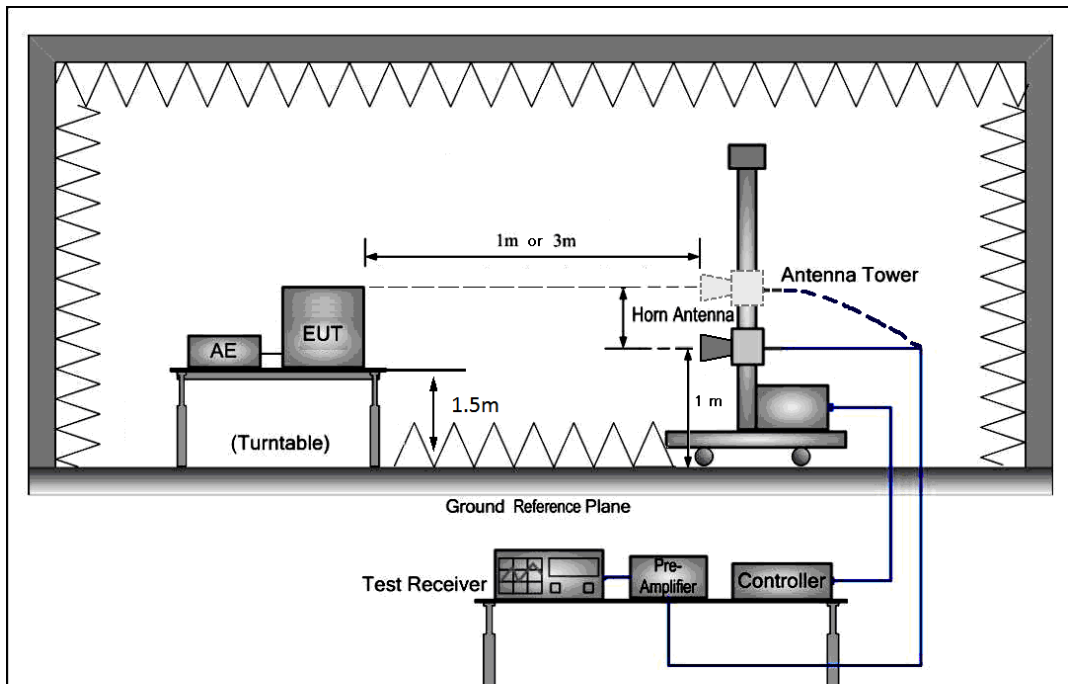 1m or 3m
Antenna Tower
Horn Antenna
EUT
AE
1 m
1.5m
(Turntable)
Ground Reference Plane
Test Receiver
Pre-
Amplifier
Controller